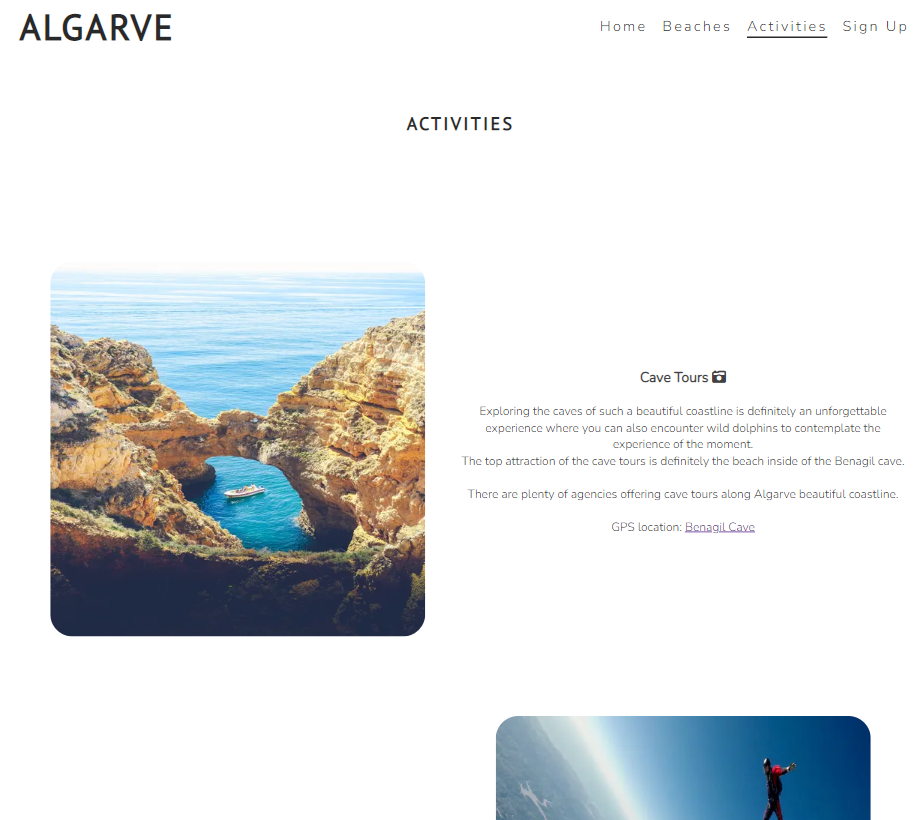 ALGARVE
Home Beaches Activities Sign Up
ACTIVITIES
Cave Tours
Exploring the caves of such a beautiful coastline is definitely an unforgettable
experience where you can also encounter wild dolphins to contemplate the
experience of the moment.
The top attraction of the cave tours is definitely the beach inside of the Benagil cave.
There are plenty of agencies offering cave tours along Algarve beautiful coastline.
GPS location: Benagil Cave